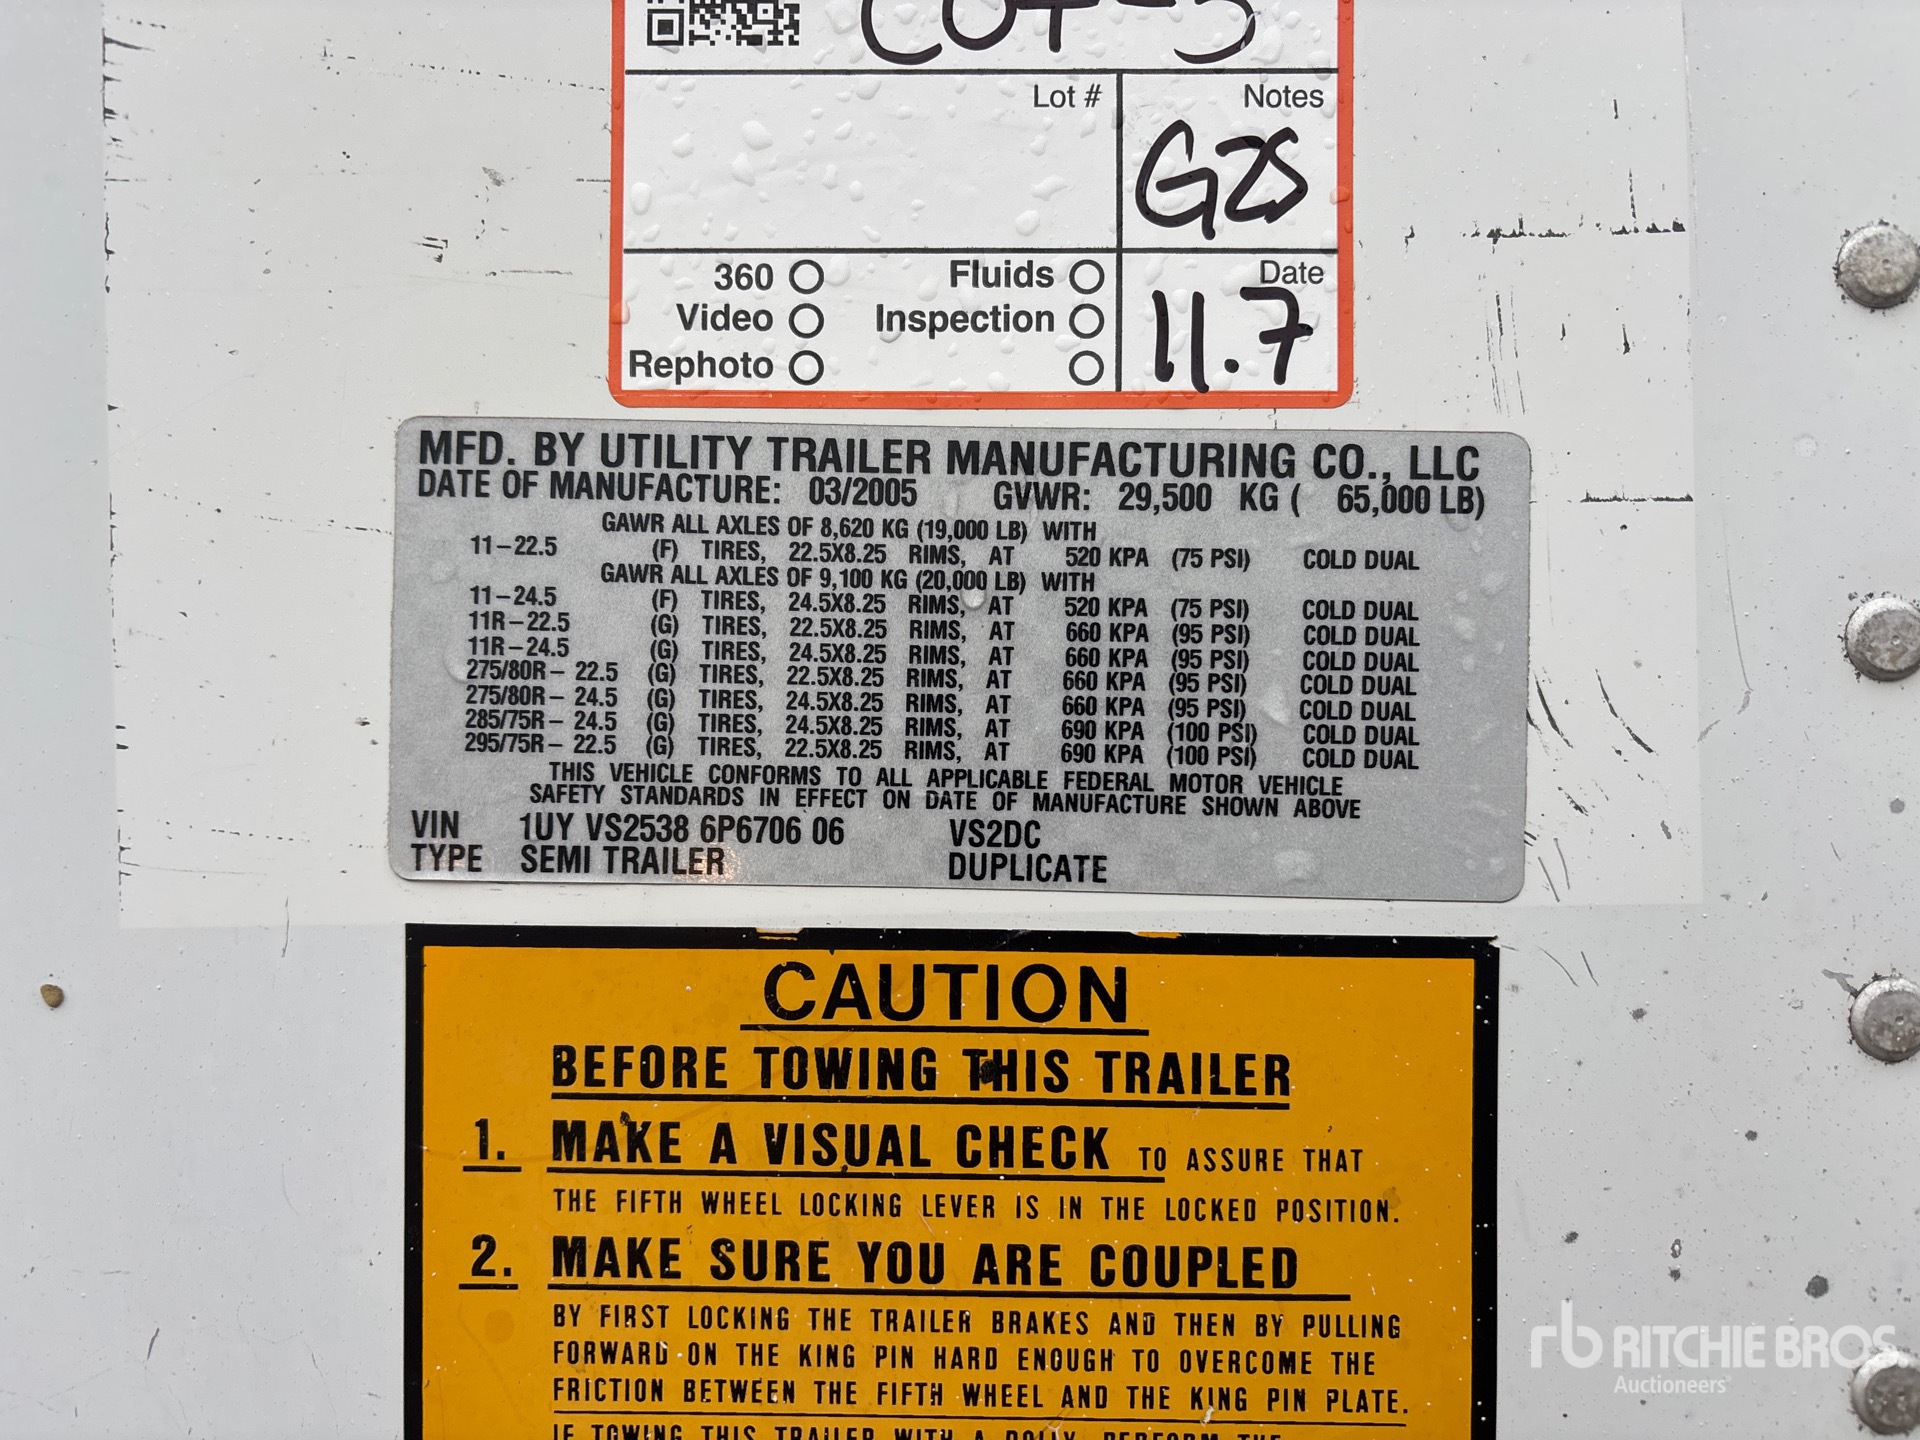 Lot #
Notes
G2S
360
Fluids
Date
Video
Inspection
11.7
Rephoto
MFD. BY UTILITY TRAILER MANUFACTURING CO., LLC
DATE OF MANUFACTURE: 03/2005 GVWR: 29,500 KG ( 65,000 LB)
GAWR ALL AXLES OF 8,620 KG (19,000 LB) WITH
11-22.5 (F) TIRES, 22.5X8.25 RIMS, AT 520 KPA (75 PSI) COLD DUAL
GAWR ALL AXLES OF 9,100 KG (20,000 LB) WITH
11-24.5 (F) TIRES, 24.5X8.25 RIMS, AT 520 KPA (75 PSI) COLD DUAL
11R-22.5 (G) TIRES, 22.5X8.25 RIMS, AT 660 KPA (95 PSI) COLD DUAL
11R-24.5 (G) TIRES, 24.5X8.25 RIMS, AT 660 KPA (95 PSI) COLD DUAL
275/80R- 22.5 (G) TIRES, 22.5X8.25 RIMS, AT 660 KPA (95 PSI) COLD DUAL
275/80R- 24.5 (G) TIRES, 24.5X8.25 RIMS, AT 660 KPA (95 PSI) COLD DUAL
285/75R- 24.5 (G) TIRES, 24.5X8.25 RIMS, AT 690 KPA (100 PSI) COLD DUAL
295/75R- 22.5 (G) TIRES, 22.5X8.25 RIMS, AT 690 KPA (100 PSI) COLD DUAL
THIS VEHICLE CONFORMS TO ALL APPLICABLE FEDERAL MOTOR VEHICLE
SAFETY STANDARDS IN EFFECT ON DATE OF MANUFACTURE SHOWN ABOVE
VIN 1UY VS2538 6P6706 06 VS2DC
TYPE SEMI TRAILER DUPLICATE
CAUTION
BEFORE TOWING THIS TRAILER
1. MAKE A VISUAL CHECK TO ASSURE THAT
THE FIFTH WHEEL LOCKING LEVER IS IN THE LOCKED POSITION.
2. MAKE SURE YOU ARE COUPLED
BY FIRST LOCKING THE TRAILER BRAKES AND THEN BY PULLING
FORWARD ON THE KING PIN HARD ENOUGH TO OVERCOME THE
FRICTION BETWEEN THE FIFTH WHEEL AND THE KING PIN PLATE.
IF TOWING THIS TRAILER WITH A DOLLY, PERFORM THE
rb RITCHIE BROS.
Auctioneers